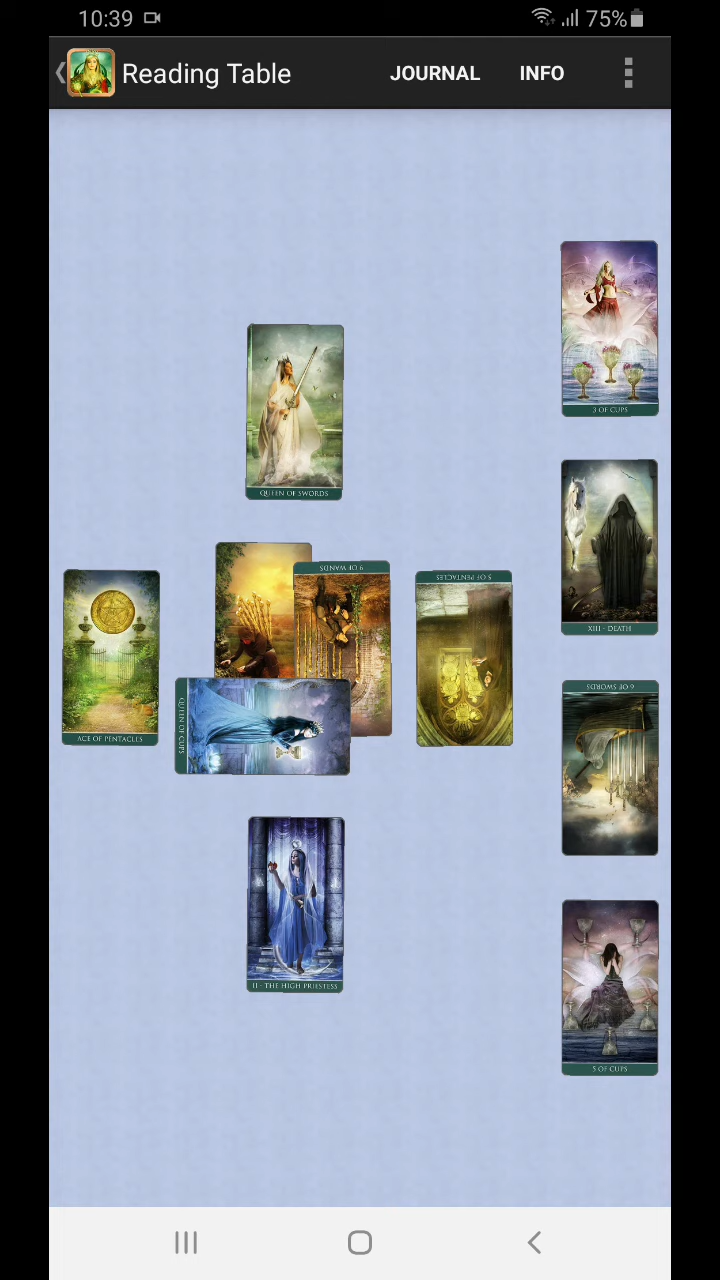 10:39
75%
Reading Table
JOURNAL
INFO
3 OF CUPS
QUEEN OF SWORDS
XIII - DEATH
9 OF WANDS
5 OF PENTACLES
ACE OF PENTACLES
QUEEN OF CUPS
6 OF SWORDS
II - THE HIGH PRIESTESS
5 OF CUPS